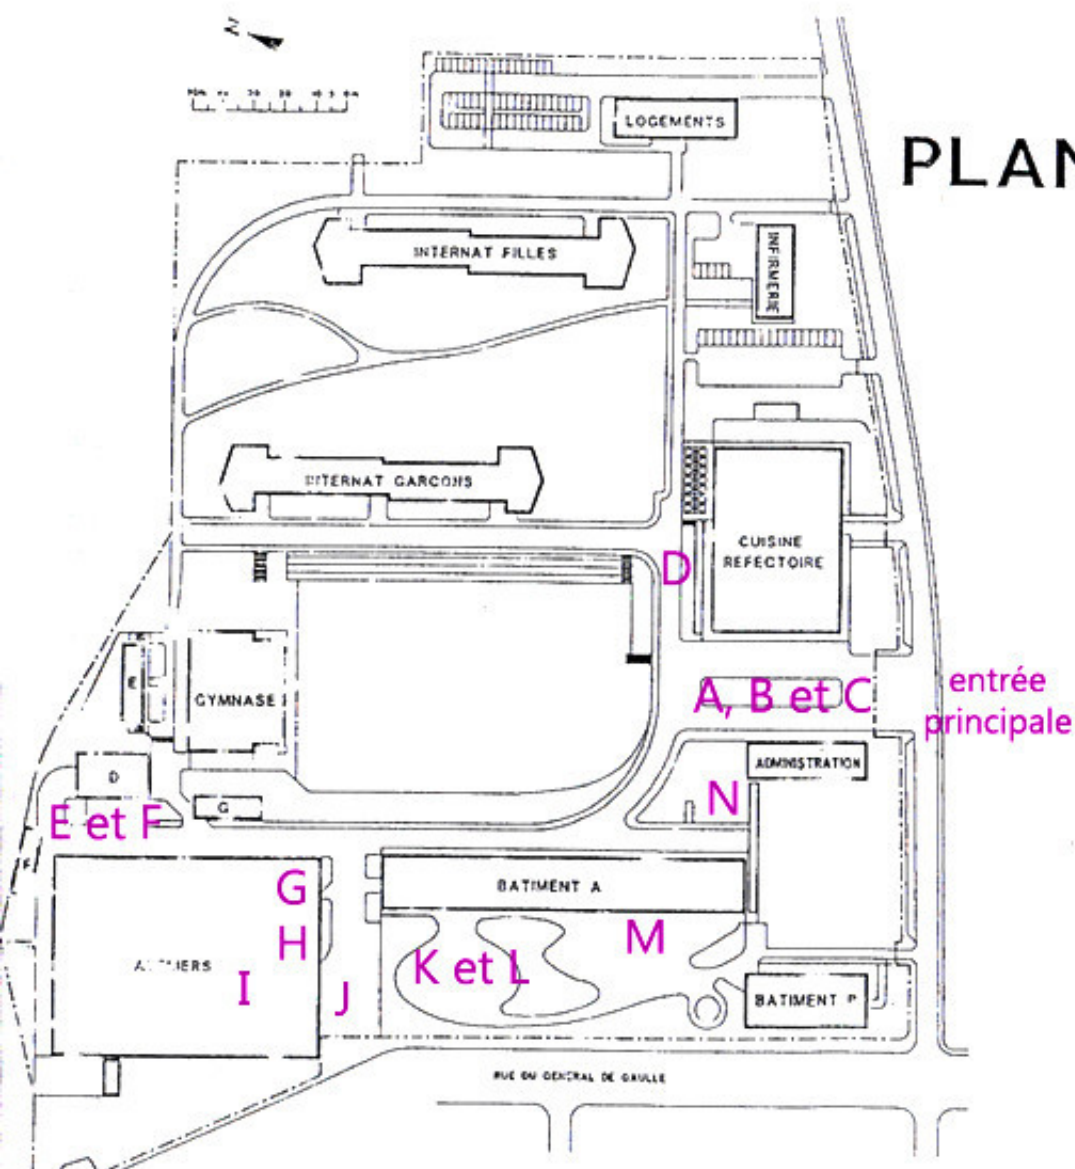 N
LOGEMENTS
PLAN
INTERNAT FILLES
INFIRMERIE
INTERNAT GARCONS
CUISINE
REFECTOIRE
D
E
GYMNASE
A, B et C
entrée
principale
ADMINISTRATION
D
G
N
E et F
G
BATIMENT A
H
M
K et L
I
J
BATIMENT P
RUE DU GENERAL DE GAULLE